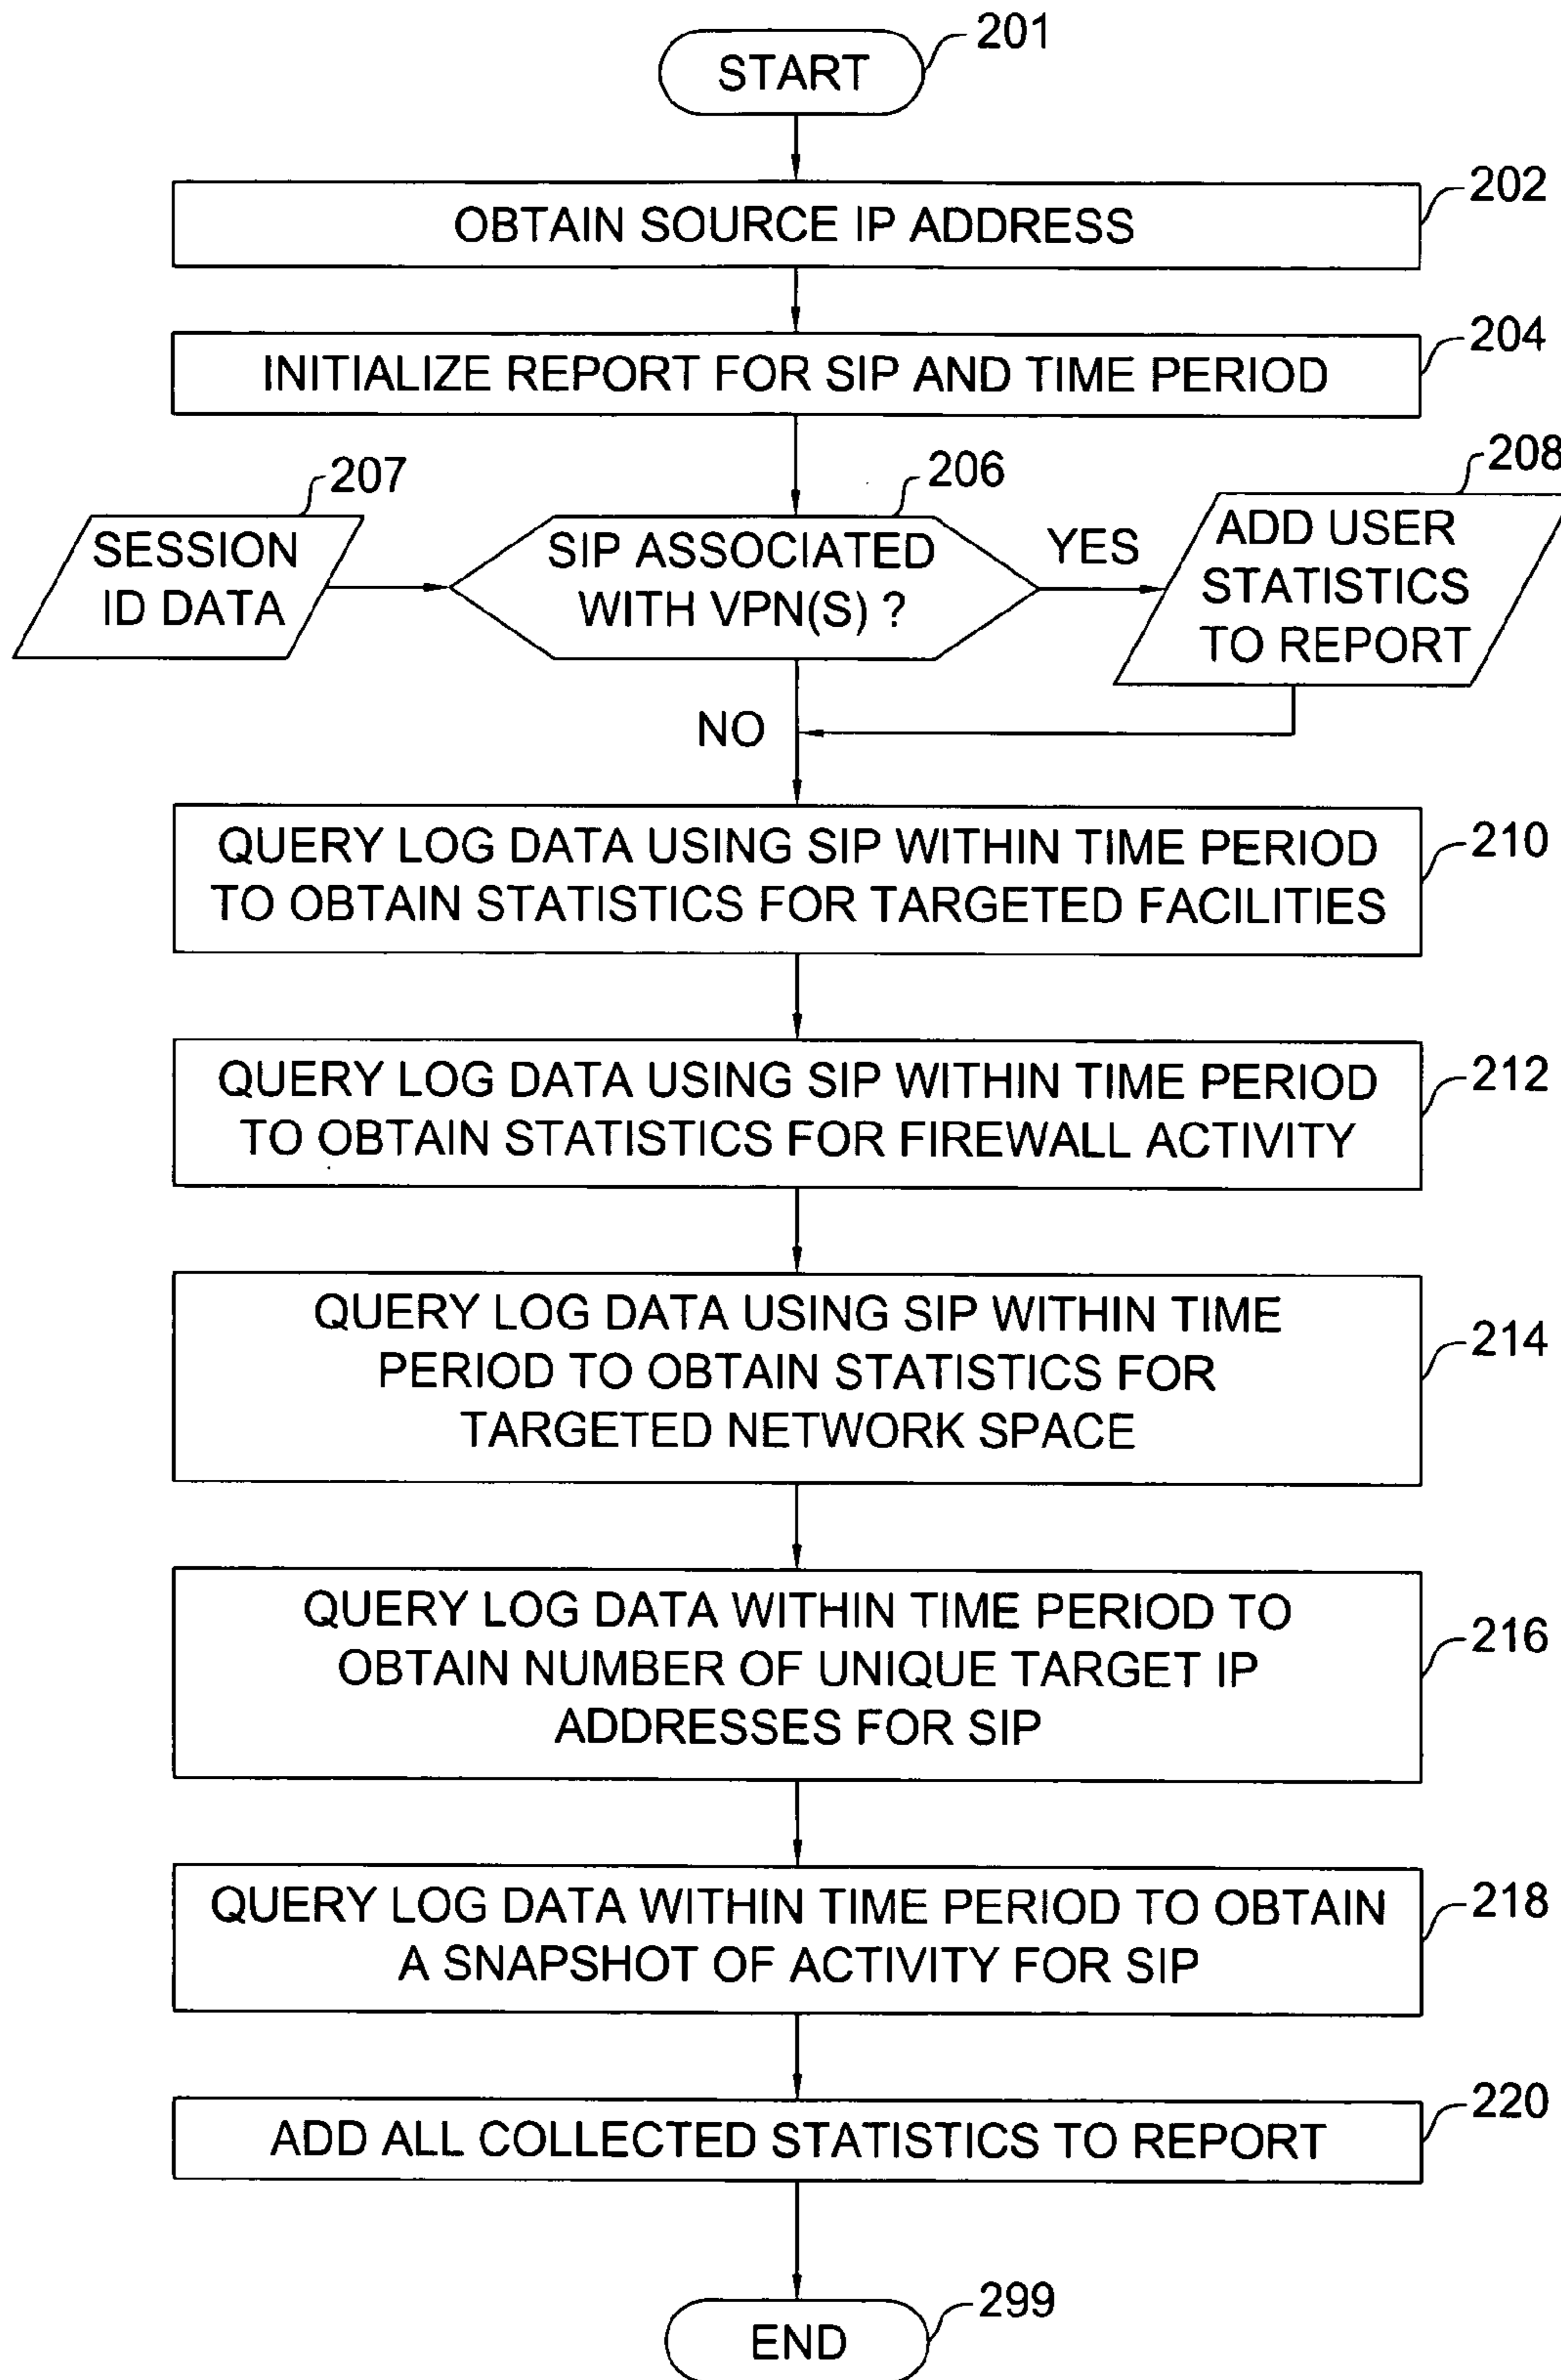 START
201
OBTAIN SOURCE IP ADDRESS
202
INITIALIZE REPORT FOR SIP AND TIME PERIOD
204
207
SESSION
ID DATA
206
SIP ASSOCIATED
WITH VPN(S) ?
YES
208
ADD USER
STATISTICS
TO REPORT
NO
QUERY LOG DATA USING SIP WITHIN TIME PERIOD
TO OBTAIN STATISTICS FOR TARGETED FACILITIES
210
QUERY LOG DATA USING SIP WITHIN TIME PERIOD
TO OBTAIN STATISTICS FOR FIREWALL ACTIVITY
212
QUERY LOG DATA USING SIP WITHIN TIME
PERIOD TO OBTAIN STATISTICS FOR
TARGETED NETWORK SPACE
214
QUERY LOG DATA WITHIN TIME PERIOD TO
OBTAIN NUMBER OF UNIQUE TARGET IP
ADDRESSES FOR SIP
216
QUERY LOG DATA WITHIN TIME PERIOD TO OBTAIN
A SNAPSHOT OF ACTIVITY FOR SIP
218
ADD ALL COLLECTED STATISTICS TO REPORT
220
END
299